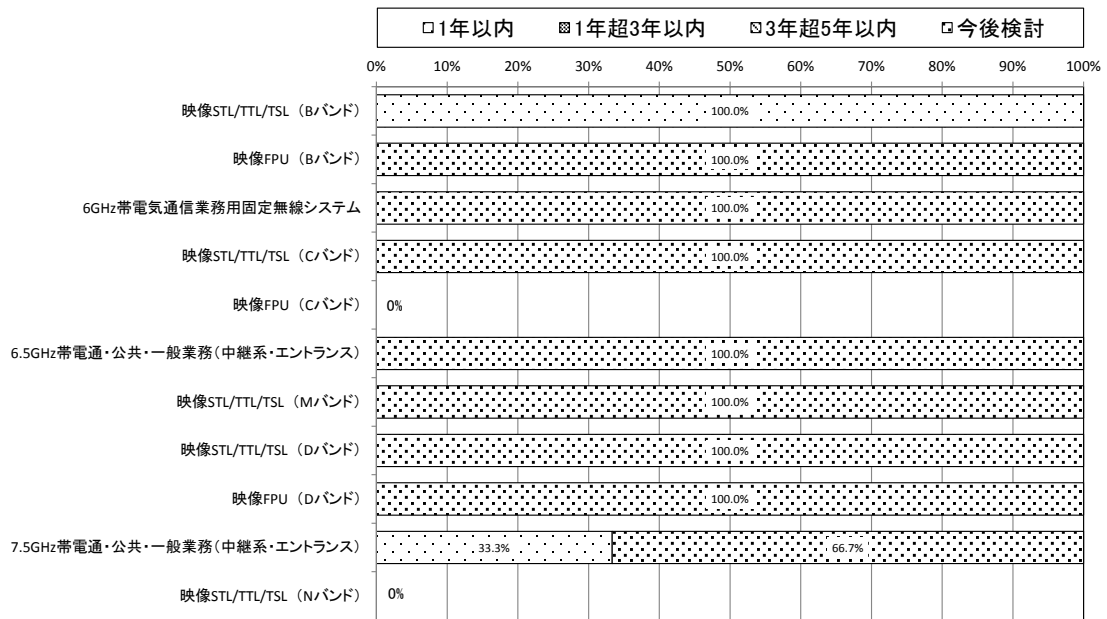 1年以内 1年超3年以内 3年超5年以内 今後検討
0% 10% 20% 30% 40% 50% 60% 70% 80% 90% 100%
映像STL/TTL/TSL（Bバンド） 100.0%
映像FPU（Bバンド） 100.0%
6GHz帯電気通信業務用固定無線システム 100.0%
映像STL/TTL/TSL（Cバンド） 100.0%
映像FPU（Cバンド） 0%
6.5GHz帯電通・公共・一般業務（中継系・エントランス） 100.0%
映像STL/TTL/TSL（Mバンド） 100.0%
映像STL/TTL/TSL（Dバンド） 100.0%
映像FPU（Dバンド） 100.0%
7.5GHz帯電通・公共・一般業務（中継系・エントランス） 33.3% 66.7%
映像STL/TTL/TSL（Nバンド） 0%